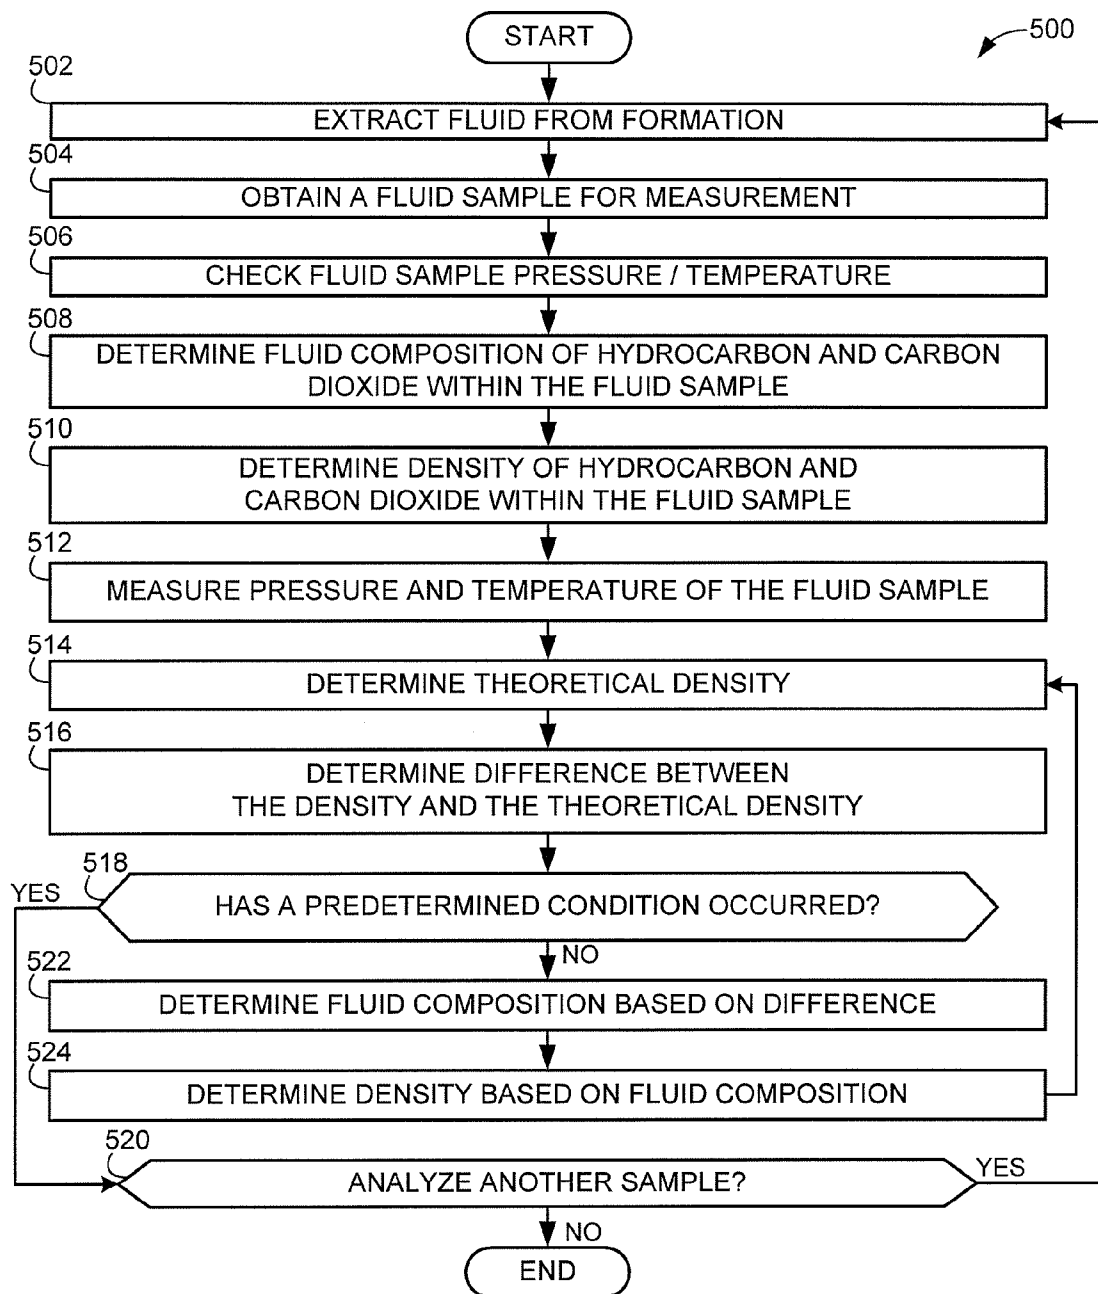 START
500
502
EXTRACT FLUID FROM FORMATION
504
OBTAIN A FLUID SAMPLE FOR MEASUREMENT
506
CHECK FLUID SAMPLE PRESSURE / TEMPERATURE
508
DETERMINE FLUID COMPOSITION OF HYDROCARBON AND CARBON
DIOXIDE WITHIN THE FLUID SAMPLE
510
DETERMINE DENSITY OF HYDROCARBON AND
CARBON DIOXIDE WITHIN THE FLUID SAMPLE
512
MEASURE PRESSURE AND TEMPERATURE OF THE FLUID SAMPLE
514
DETERMINE THEORETICAL DENSITY
516
DETERMINE DIFFERENCE BETWEEN
THE DENSITY AND THE THEORETICAL DENSITY
518
YES
HAS A PREDETERMINED CONDITION OCCURRED?
NO
522
DETERMINE FLUID COMPOSITION BASED ON DIFFERENCE
524
DETERMINE DENSITY BASED ON FLUID COMPOSITION
520
ANALYZE ANOTHER SAMPLE?
YES
NO
END